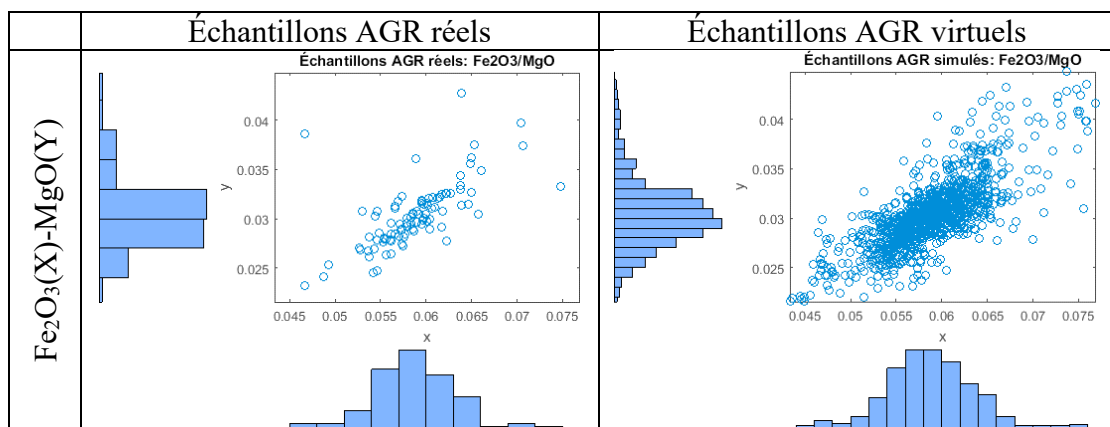 Échantillons AGR réels
Échantillons AGR virtuels
Fe₂O₃(X)-MgO(Y)
Échantillons AGR réels: Fe2O3/MgO
0.04
0.035
y
0.03
0.025
0.045 0.05 0.055 0.06 0.065 0.07 0.075
x
Échantillons AGR simulés: Fe2O3/MgO
0.04
0.035
y
0.03
0.025
0.045 0.05 0.055 0.06 0.065 0.07 0.075
x